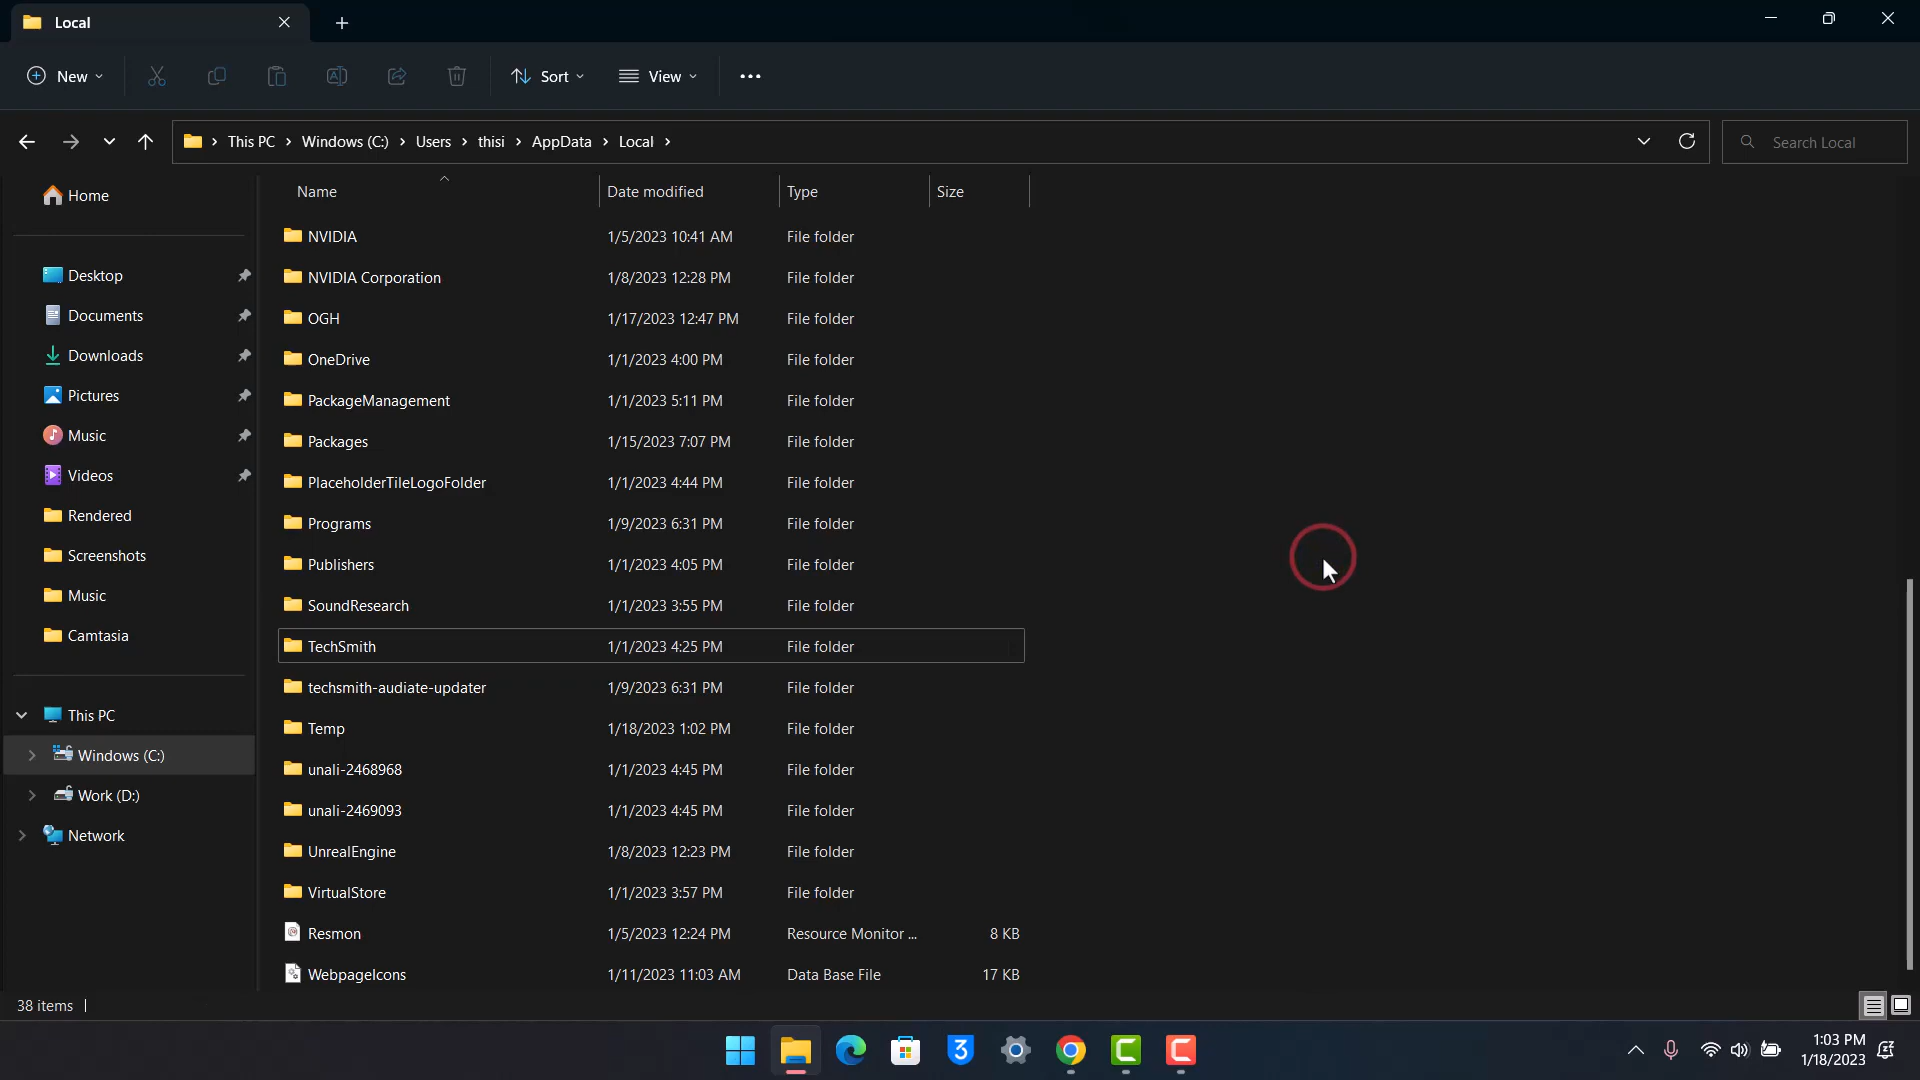 Local
New
Sort
View
This PC
Windows (C:)
Users
thisi
AppData
Local
Search Local
Home
Desktop
Documents
Downloads
Pictures
Music
Videos
Rendered
Screenshots
Music
Camtasia
This PC
Windows (C:)
Work (D:)
Network
Name Date modified Type Size
NVIDIA 1/5/2023 10:41 AM File folder
NVIDIA Corporation 1/8/2023 12:28 PM File folder
OGH 1/17/2023 12:47 PM File folder
OneDrive 1/1/2023 4:00 PM File folder
PackageManagement 1/1/2023 5:11 PM File folder
Packages 1/15/2023 7:07 PM File folder
PlaceholderTileLogoFolder 1/1/2023 4:44 PM File folder
Programs 1/9/2023 6:31 PM File folder
Publishers 1/1/2023 4:05 PM File folder
SoundResearch 1/1/2023 3:55 PM File folder
TechSmith 1/1/2023 4:25 PM File folder
techsmith-audiate-updater 1/9/2023 6:31 PM File folder
Temp 1/18/2023 1:02 PM File folder
unali-2468968 1/1/2023 4:45 PM File folder
unali-2469093 1/1/2023 4:45 PM File folder
UnrealEngine 1/8/2023 12:23 PM File folder
VirtualStore 1/1/2023 3:57 PM File folder
Resmon 1/5/2023 12:24 PM Resource Monitor ... 8 KB
WebpageIcons 1/11/2023 11:03 AM Data Base File 17 KB
38 items
3
1:03 PM
1/18/2023